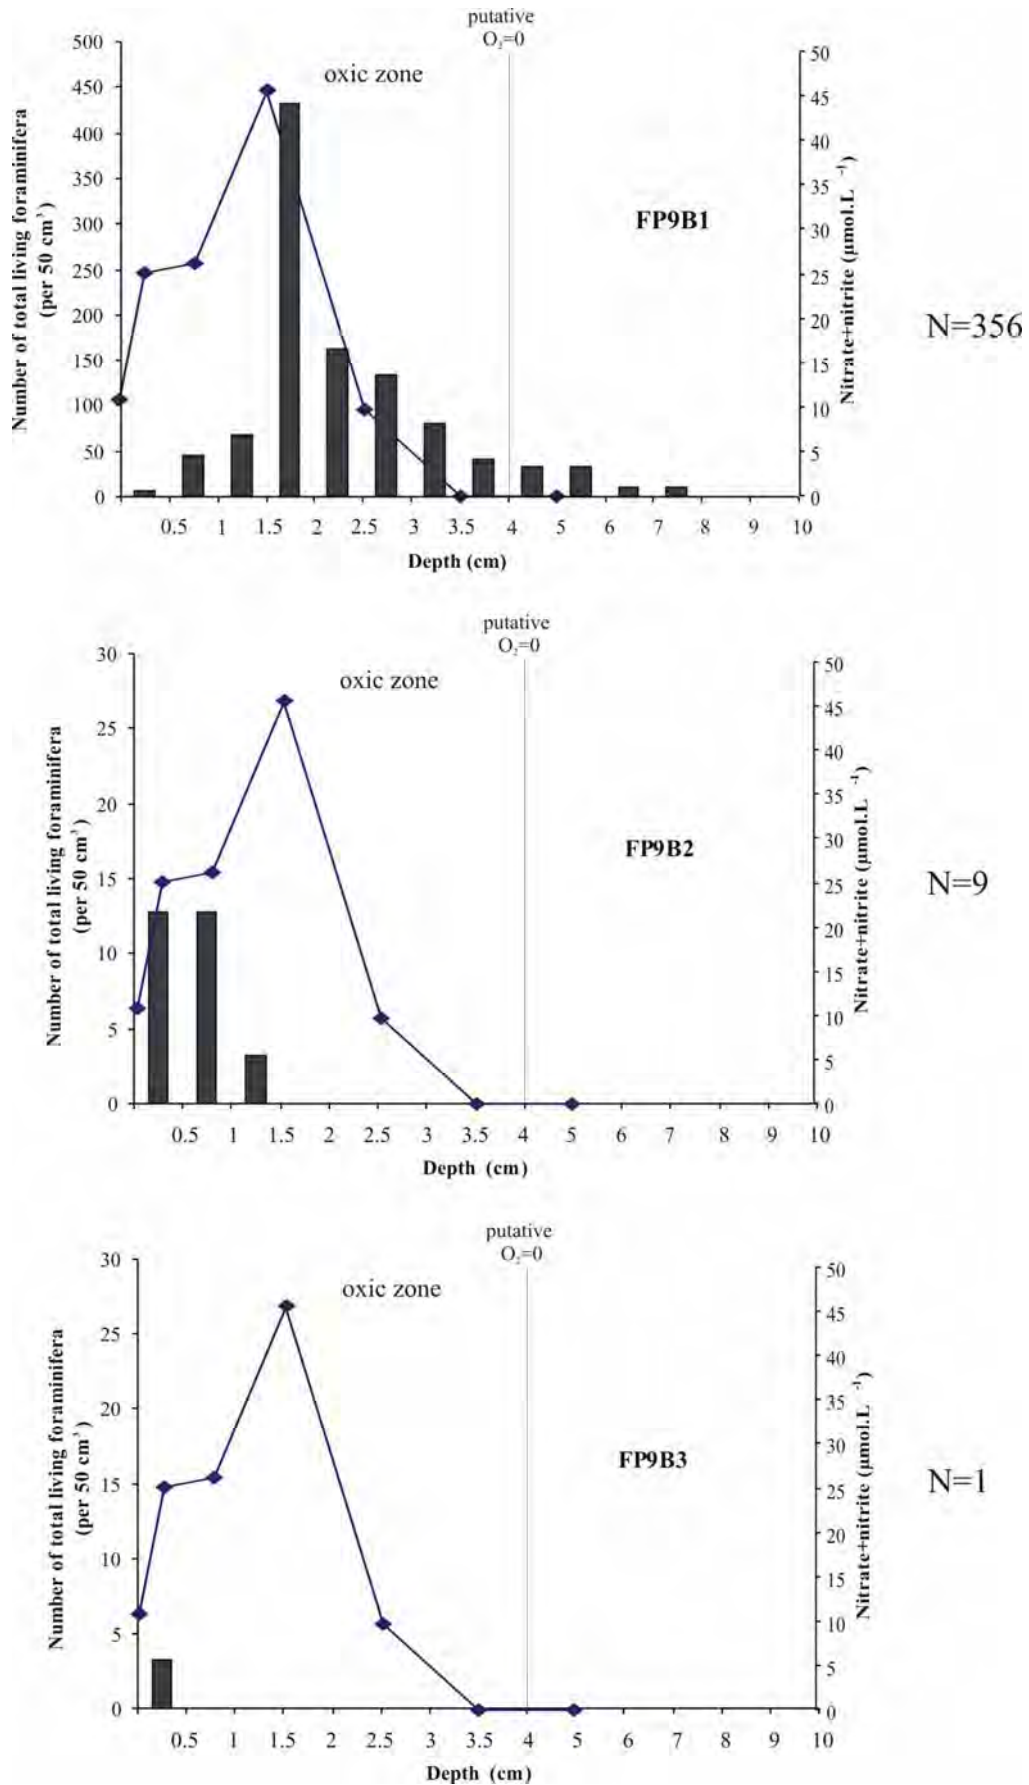 putative
O₂=0
oxic zone
FP9B1
N=356
Number of total living foraminifera
(per 50 cm³)
500
450
400
350
300
250
200
150
100
50
0
50
45
40
35
30
25
20
15
10
5
0
Nitrate+nitrite (µmol.L ⁻¹)
0.5 1 1.5 2 2.5 3 3.5 4 5 6 7 8 9 10
Depth (cm)
putative
O₂=0
oxic zone
FP9B2
N=9
Number of total living foraminifera
(per 50 cm³)
30
25
20
15
10
5
0
50
45
40
35
30
25
20
15
10
5
0
Nitrate+nitrite (µmol.L ⁻¹)
0.5 1 1.5 2 2.5 3 3.5 4 5 6 7 8 9 10
Depth (cm)
putative
O₂=0
oxic zone
FP9B3
N=1
Number of total living foraminifera
(per 50 cm³)
30
25
20
15
10
5
0
50
45
40
35
30
25
20
15
10
5
0
Nitrate+nitrite (µmol.L ⁻¹)
0.5 1 1.5 2 2.5 3 3.5 4 5 6 7 8 9 10
Depth (cm)